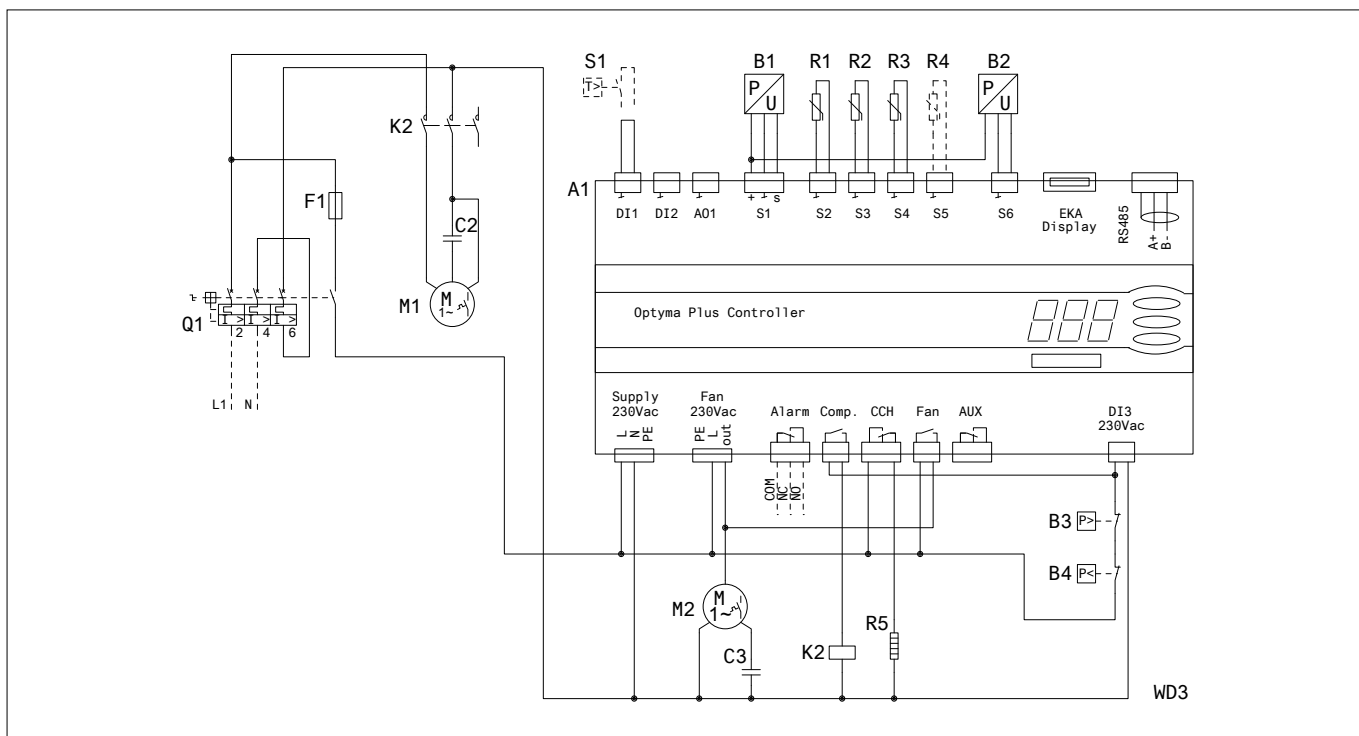 S1 B1 R1 R2 R3 R4 B2
T> P U P U
K2
A1
F1 + - s
DI1 DI2 AO1 S1 S2 S3 S4 S5 S6 EKA Display RS485 A+ B-
C2
M1 M 1~
Optyma Plus Controller
Q1 I > I > I >
2 4 6
L1 N
Supply 230Vac Fan 230Vac Alarm Comp. CCH Fan AUX DI3 230Vac
L N PE PE L out
COM NC NO
B3 P>
B4 P<
M2 M 1~
R5
C3 K2
WD3